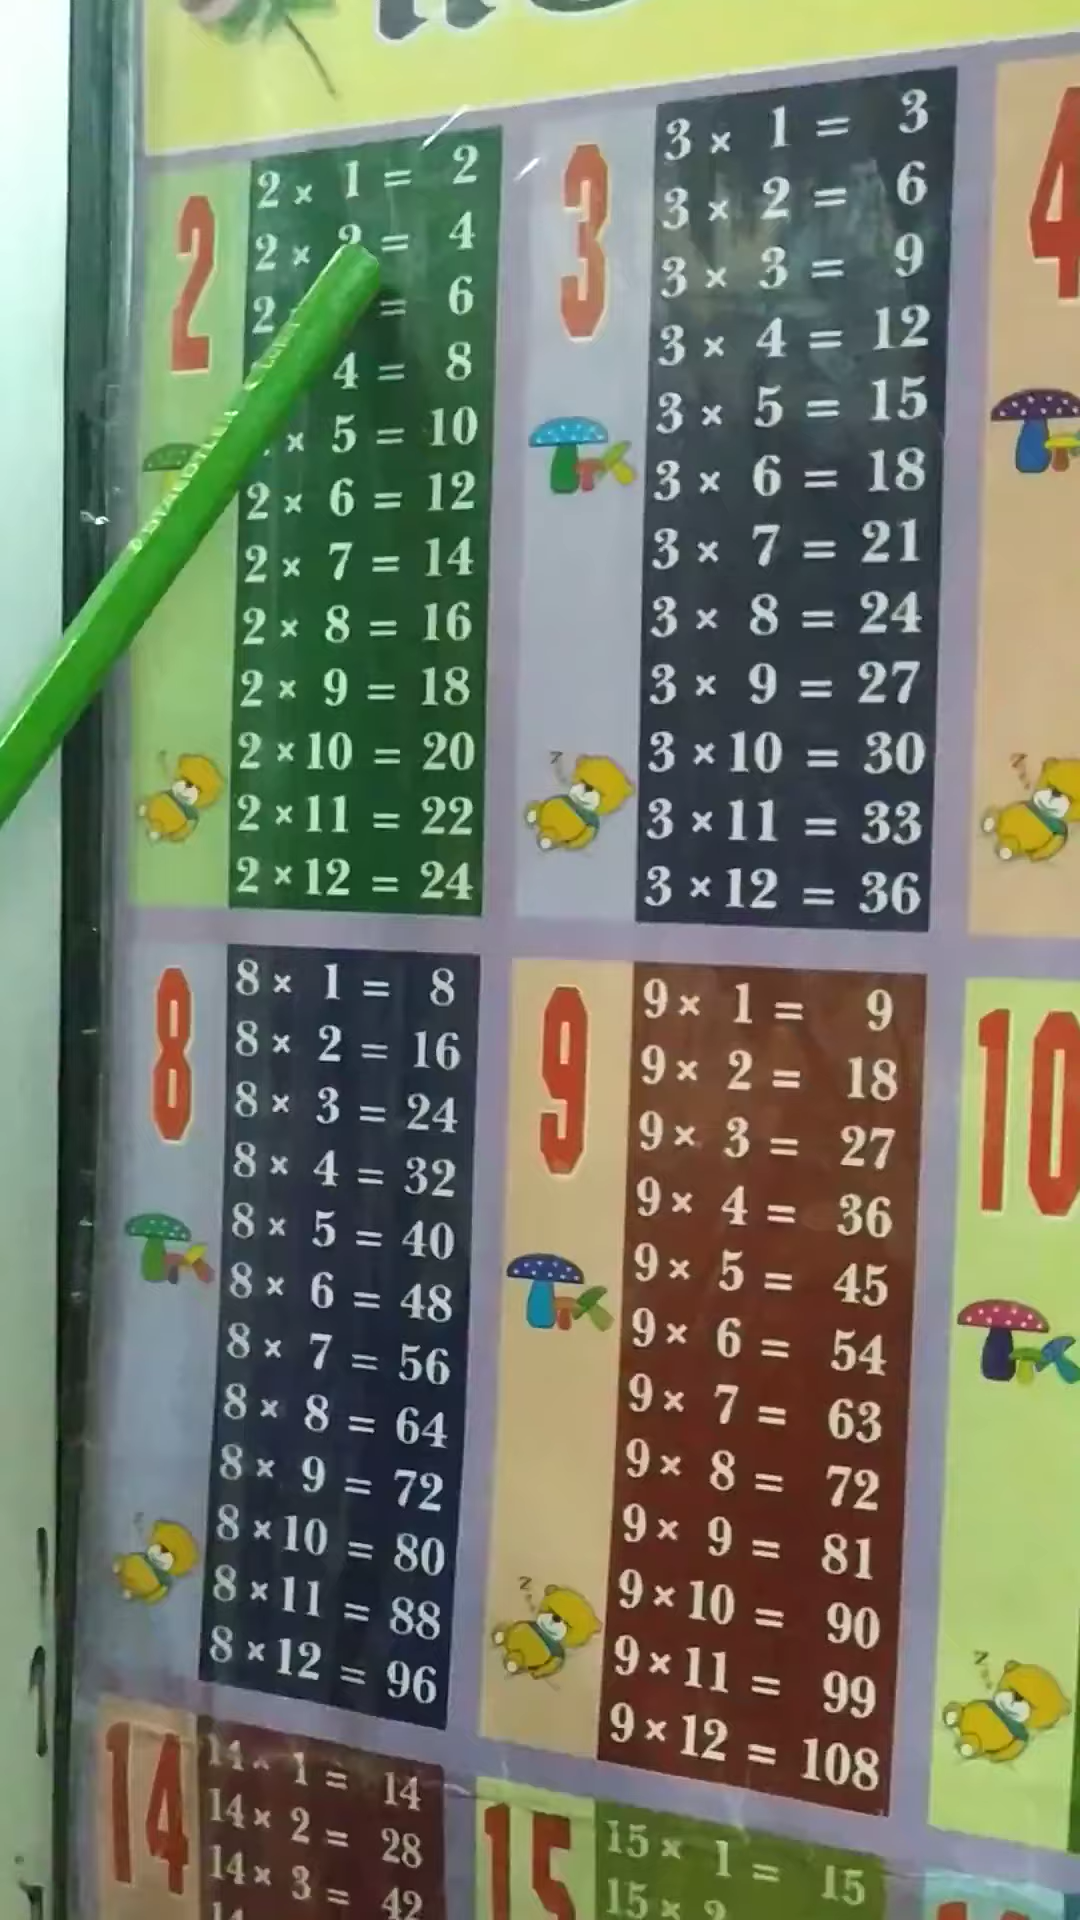 2
2 × 1 = 2
2 × 2 = 4
2 = 6
4 = 8
× 5 = 10
2 × 6 = 12
2 × 7 = 14
2 × 8 = 16
2 × 9 = 18
2 × 10 = 20
2 × 11 = 22
2 × 12 = 24
3
3 × 1 = 3
3 × 2 = 6
3 × 3 = 9
3 × 4 = 12
3 × 5 = 15
3 × 6 = 18
3 × 7 = 21
3 × 8 = 24
3 × 9 = 27
3 × 10 = 30
3 × 11 = 33
3 × 12 = 36
4
8
8 × 1 = 8
8 × 2 = 16
8 × 3 = 24
8 × 4 = 32
8 × 5 = 40
8 × 6 = 48
8 × 7 = 56
8 × 8 = 64
8 × 9 = 72
8 × 10 = 80
8 × 11 = 88
8 × 12 = 96
9
9 × 1 = 9
9 × 2 = 18
9 × 3 = 27
9 × 4 = 36
9 × 5 = 45
9 × 6 = 54
9 × 7 = 63
9 × 8 = 72
9 × 9 = 81
9 × 10 = 90
9 × 11 = 99
9 × 12 = 108
10
14
14 × 1 = 14
14 × 2 = 28
14 × 3 = 42
14
15
15 × 1 = 15
15 × 2